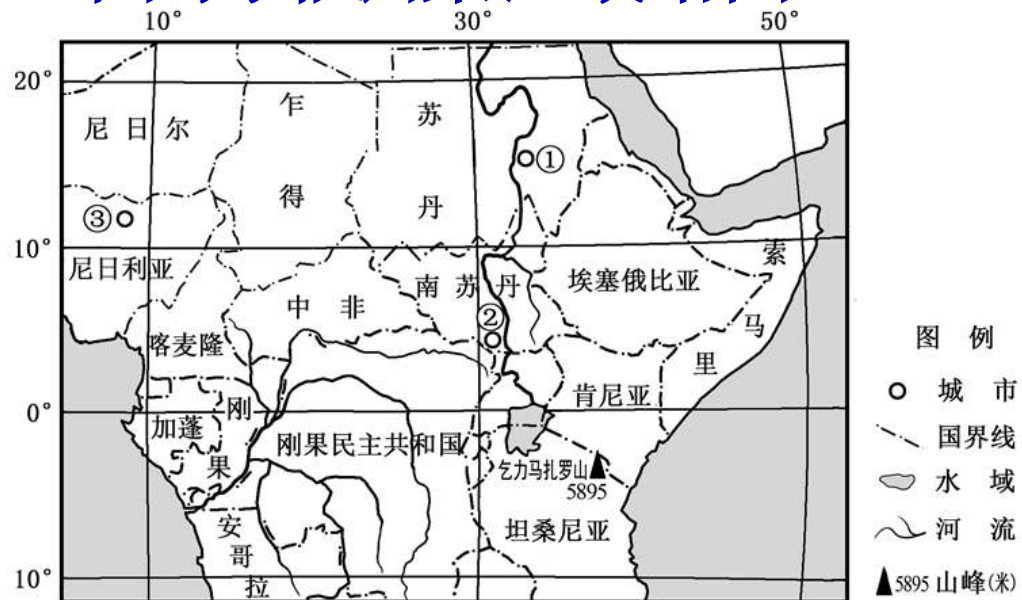 10° 30° 50°
20°
尼日尔
乍得
苏丹
①
③
10°
尼日利亚
中非
南苏丹
埃塞俄比亚
索马里
②
喀麦隆
0°
加蓬
刚果
刚果民主共和国
肯尼亚
乞力马扎罗山
5895
坦桑尼亚
安哥拉
10°
图例
城市
国界线
水域
河流
5895 山峰(米)